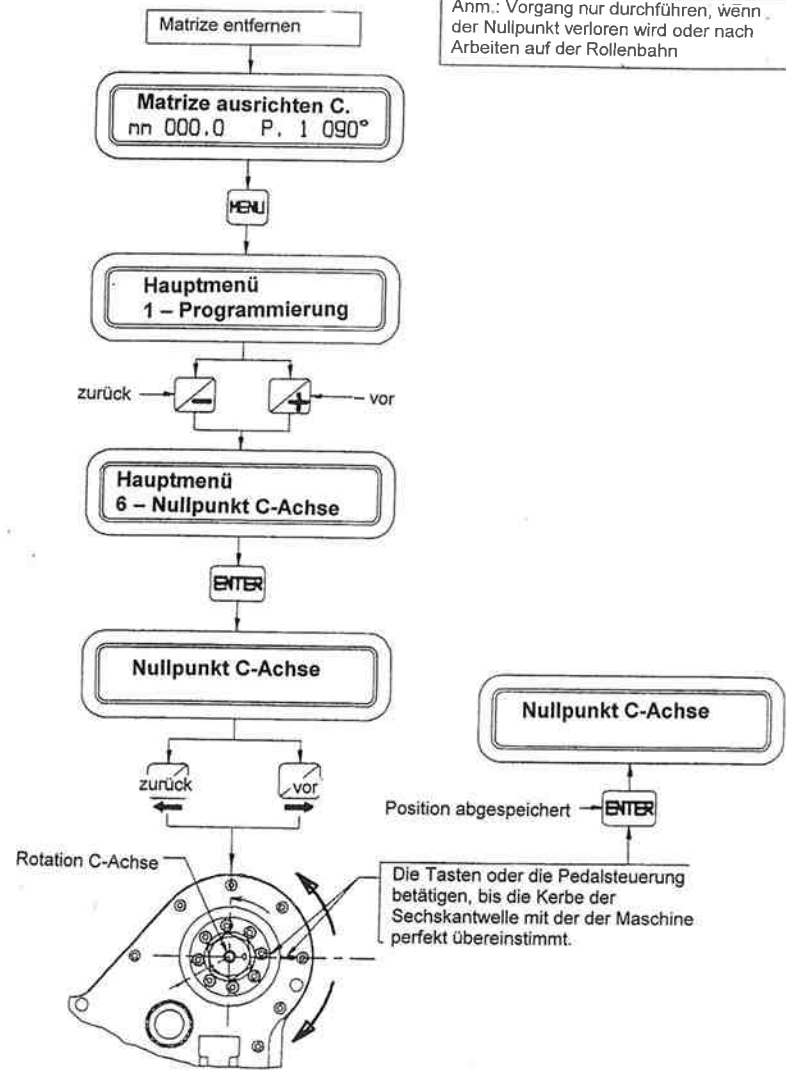 Anm.: Vorgang nur durchführen, wenn
der Nullpunkt verloren wird oder nach
Arbeiten auf der Rollenbahn
Matrize entfernen
Matrize ausrichten C.
mm 000.0 P. 1 090°
MENU
Hauptmenü
1 – Programmierung
zurück
−
+
vor
Hauptmenü
6 – Nullpunkt C-Achse
ENTER
Nullpunkt C-Achse
zurück
vor
Nullpunkt C-Achse
Position abgespeichert
ENTER
Rotation C-Achse
Die Tasten oder die Pedalsteuerung
betätigen, bis die Kerbe der
Sechskantwelle mit der der Maschine
perfekt übereinstimmt.